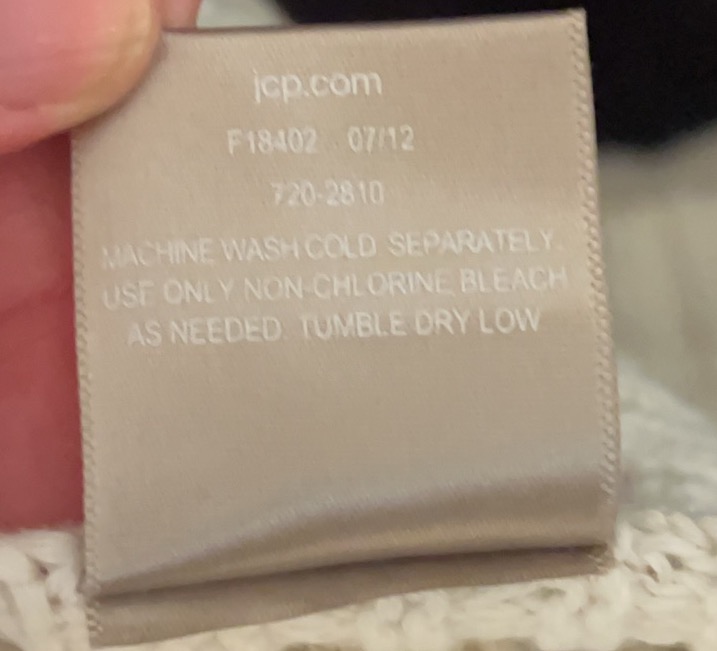 jcp.com
F18402 07/12
720-2810
MACHINE WASH COLD SEPARATELY.
USE ONLY NON-CHLORINE BLEACH
AS NEEDED. TUMBLE DRY LOW